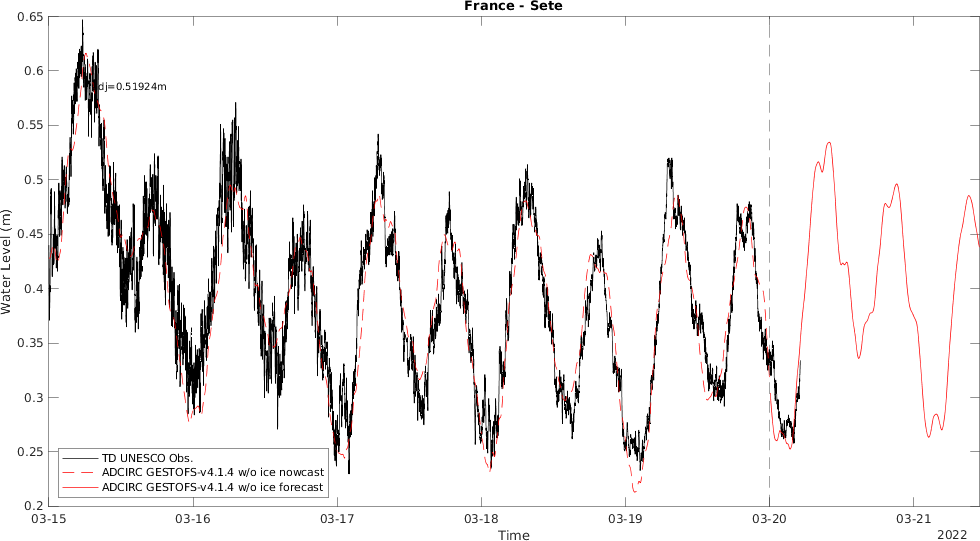 France - Sete
0.65
0.6
0.55
0.5
0.45
0.4
0.35
0.3
0.25
0.2
Water Level (m)
dj=0.51924m
TD UNESCO Obs.
ADCIRC GESTOFS-v4.1.4 w/o ice nowcast
ADCIRC GESTOFS-v4.1.4 w/o ice forecast
03-15
03-16
03-17
03-18
03-19
03-20
03-21
Time
2022